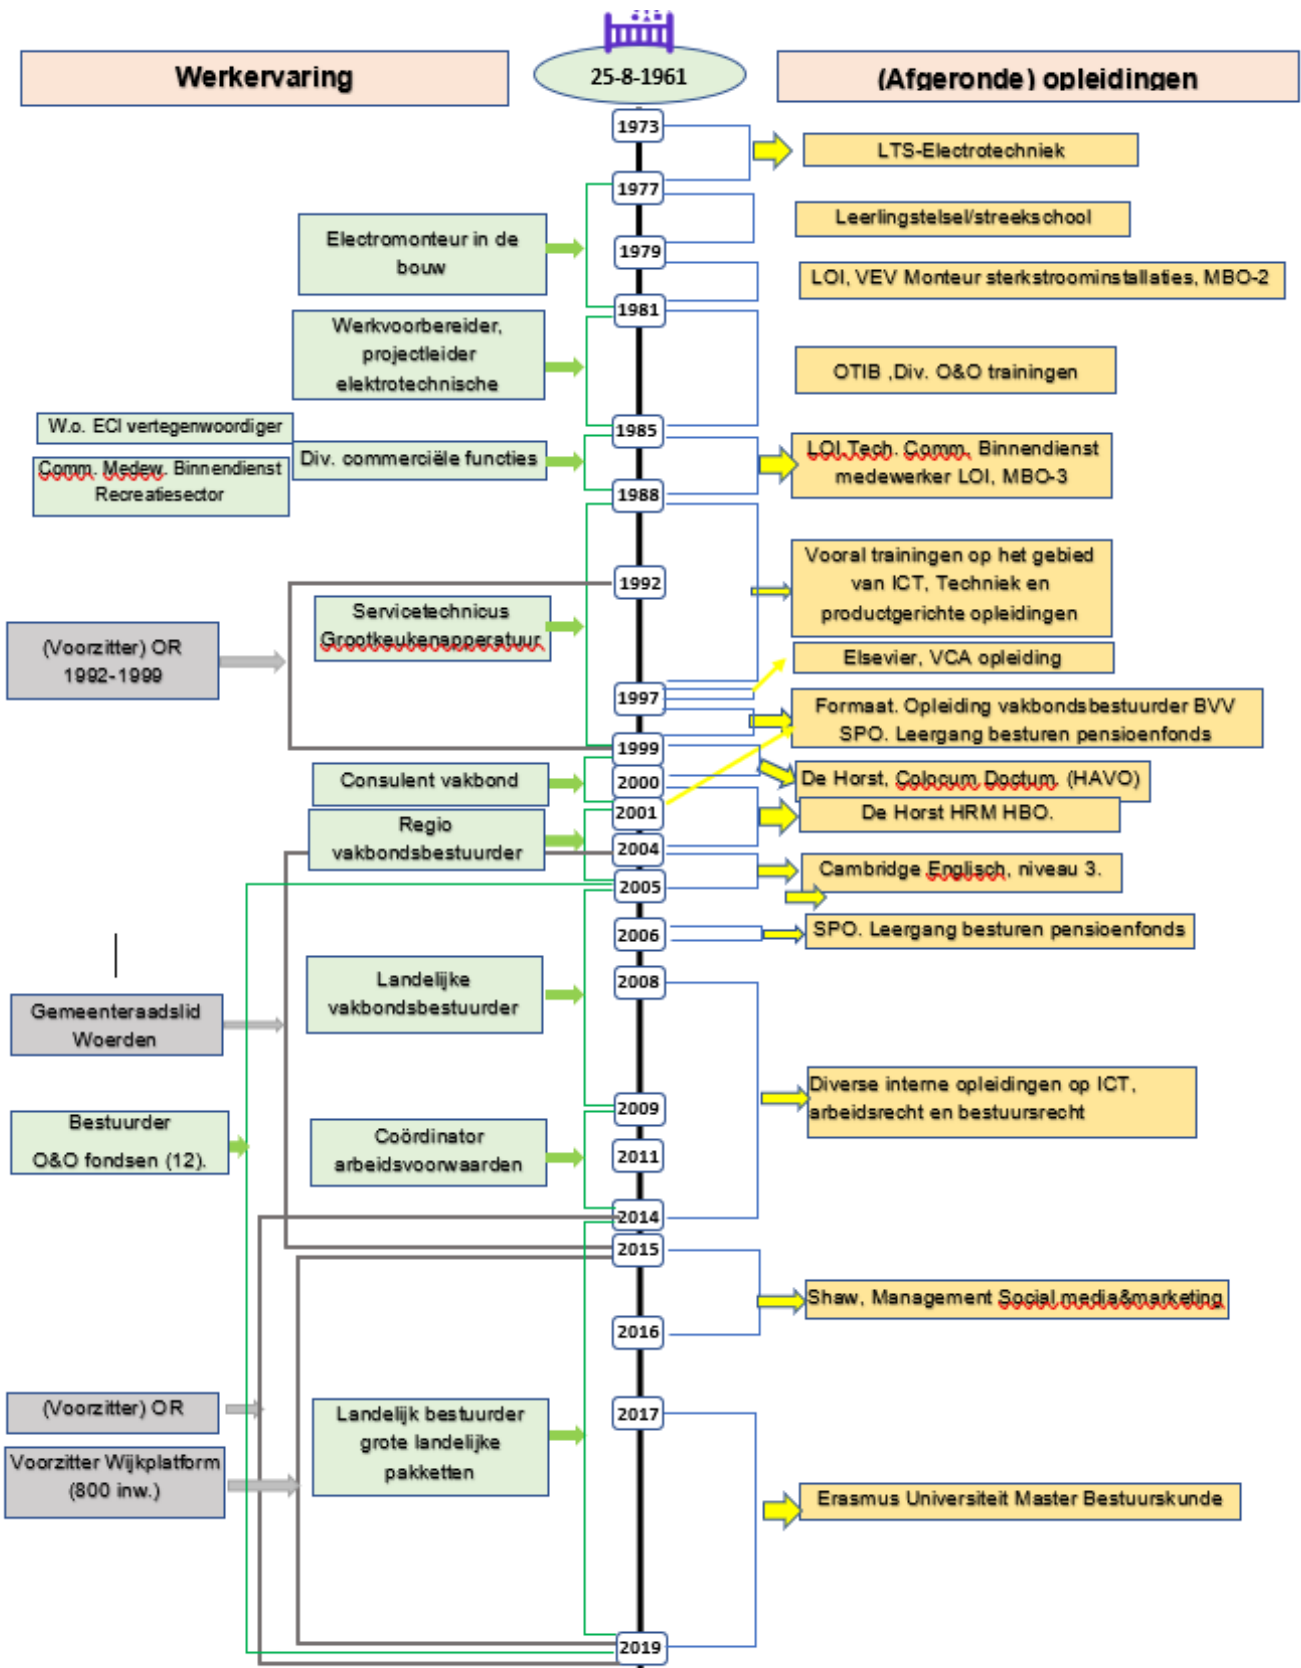 Werkervaring
25-8-1961
(Afgeronde) opleidingen
1973
LTS-Electrotechniek
1977
Leerlingstelsel/streekschool
Electromonteur in de
bouw
1979
LOI, VEV Monteur sterkstroominstallaties, MBO-2
1981
Werkvoorbereider,
projectleider
elektrotechnische
OTIB ,Div. O&O trainingen
W.o. ECI vertegenwoordiger
1985
Comm. Medew. Binnendienst
Recreatiesector
Div. commerciële functies
LOI Tech. Comm. Binnendienst
medewerker LOI, MBO-3
1988
Vooral trainingen op het gebied
van ICT, Techniek en
productgerichte opleidingen
1992
Servicetechnicus
Grootkeukenapperatuur
(Voorzitter) OR
1992-1999
Elsevier, VCA opleiding
1997
Formaat. Opleiding vakbondsbestuurder BVV
SPO. Leergang besturen pensioenfonds
1999
Consulent vakbond
2000
De Horst, Colocum Doctum (HAVO)
2001
De Horst HRM HBO.
Regio
vakbondsbestuurder
2004
Cambridge Englisch, niveau 3.
2005
2006
SPO. Leergang besturen pensioenfonds
Landelijke
vakbondsbestuurder
2008
Gemeenteraadslid
Woerden
Diverse interne opleidingen op ICT,
arbeidsrecht en bestuursrecht
2009
Bestuurder
O&O fondsen (12).
Coördinator
arbeidsvoorwaarden
2011
2014
2015
Shaw, Management Social media&marketing
2016
(Voorzitter) OR
2017
Landelijk bestuurder
grote landelijke
pakketten
Voorzitter Wijkplatform
(800 inw.)
Erasmus Universiteit Master Bestuurskunde
2019